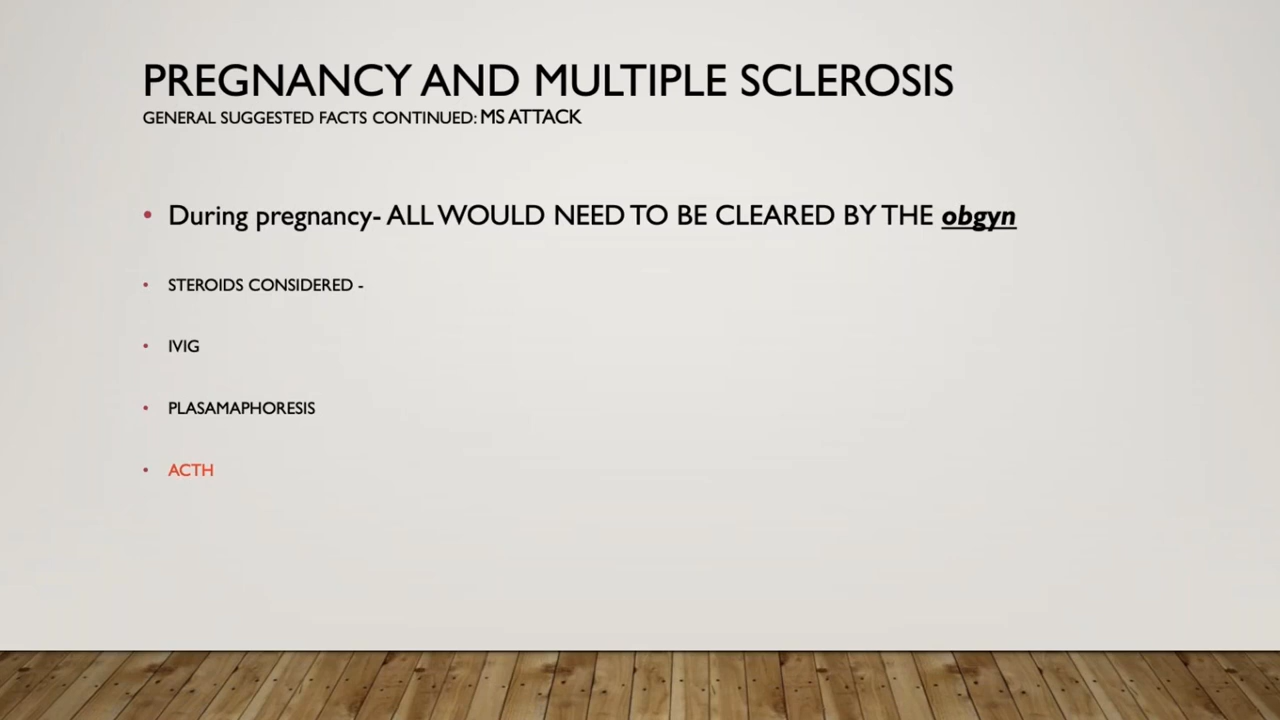 PREGNANCY AND MULTIPLE SCLEROSIS
GENERAL SUGGESTED FACTS CONTINUED: MS ATTACK
• During pregnancy- ALL WOULD NEED TO BE CLEARED BY THE obgyn
• STEROIDS CONSIDERED -
• IVIG
• PLASAMAPHORESIS
• ACTH